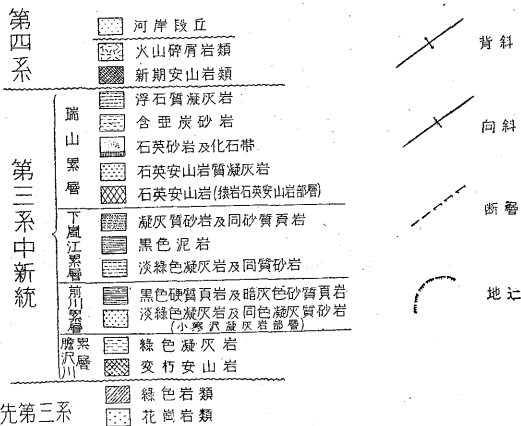 第四系
河岸段丘
火山碎屑岩類
新期安山岩類
第三系中新統
瑞山累層
浮石質凝灰岩
含亜炭砂岩
石英砂岩及化石帯
石英安山岩質凝灰岩
石英安山岩(猿岩石英安山岩部層)
下嵐江累層
凝灰質砂岩及同砂質頁岩
黒色泥岩
淡綠色凝灰岩及同質砂岩
前川累層
黒色硬質頁岩及暗灰色砂質頁岩
淡綠色凝灰岩及同色凝灰質砂岩
(小寒沢凝灰岩部層)
胆沢川累層
綠色凝灰岩
変朽安山岩
先第三系
綠色岩類
花崗岩類
背斜
向斜
断層
地辷